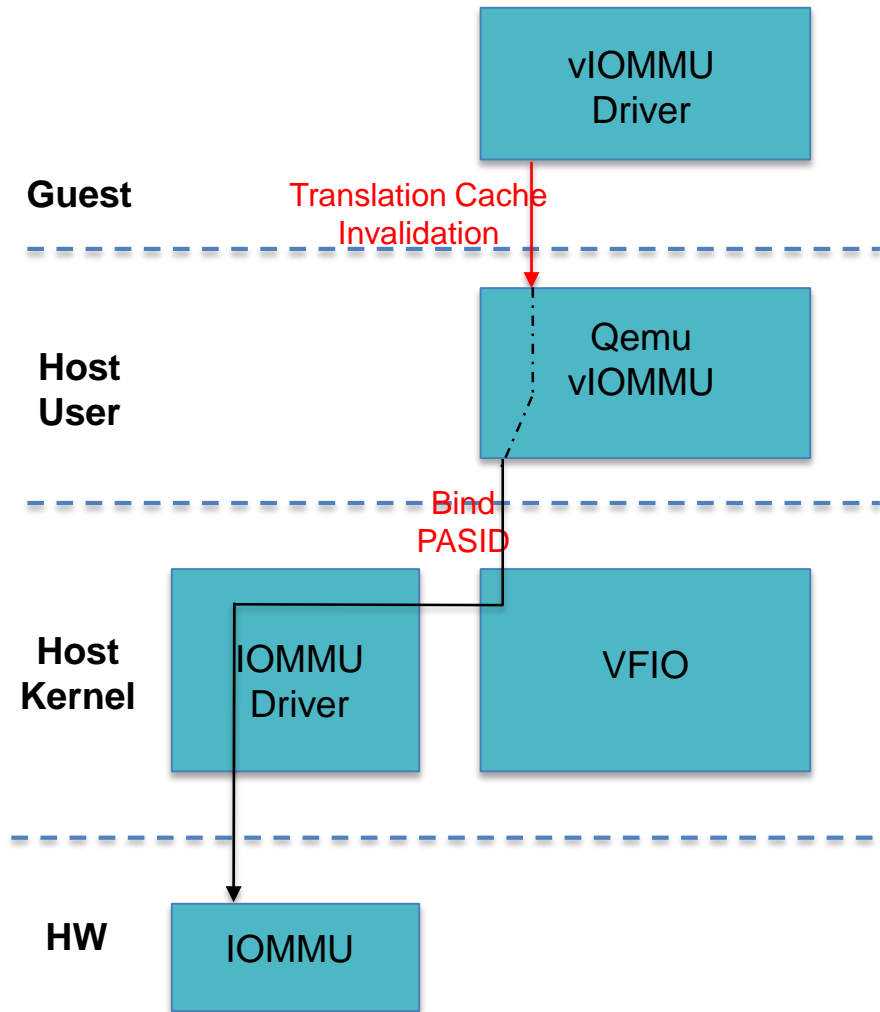 vIOMMU
Driver
Guest
Translation Cache
Invalidation
Host
User
Qemu
vIOMMU
Bind
PASID
Host
Kernel
IOMMU
Driver
VFIO
HW
IOMMU